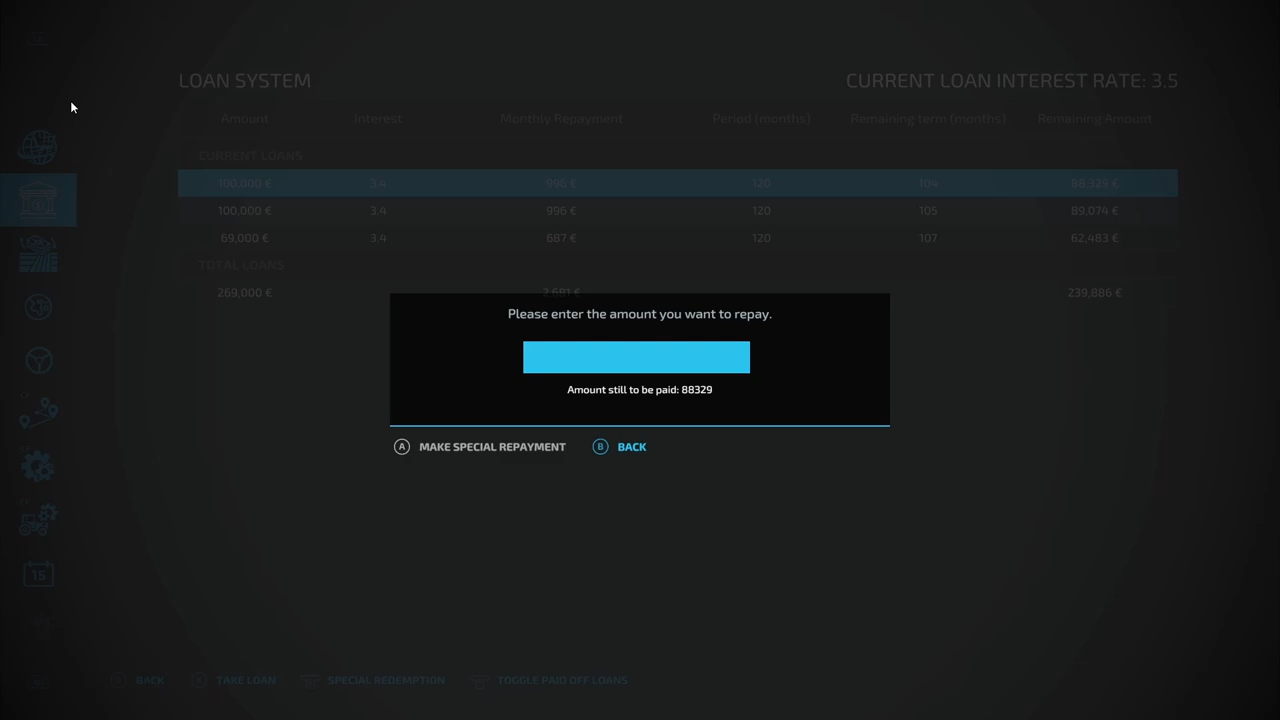 LOAN SYSTEM CURRENT LOAN INTEREST RATE: 3.5
Amount Interest Monthly Repayment Period (months) Remaining term (months) Remaining Amount
CURRENT LOANS
100,000 € 3.4 996 € 120 104 88,329 €
100,000 € 3.4 996 € 120 105 89,074 €
69,000 € 3.4 687 € 120 107 62,483 €
TOTAL LOANS
269,000 € 2,681 € 239,886 €
Please enter the amount you want to repay.
Amount still to be paid: 88329
A MAKE SPECIAL REPAYMENT B BACK
15
BACK TAKE LOAN SPECIAL REDEMPTION TOGGLE PAID OFF LOANS